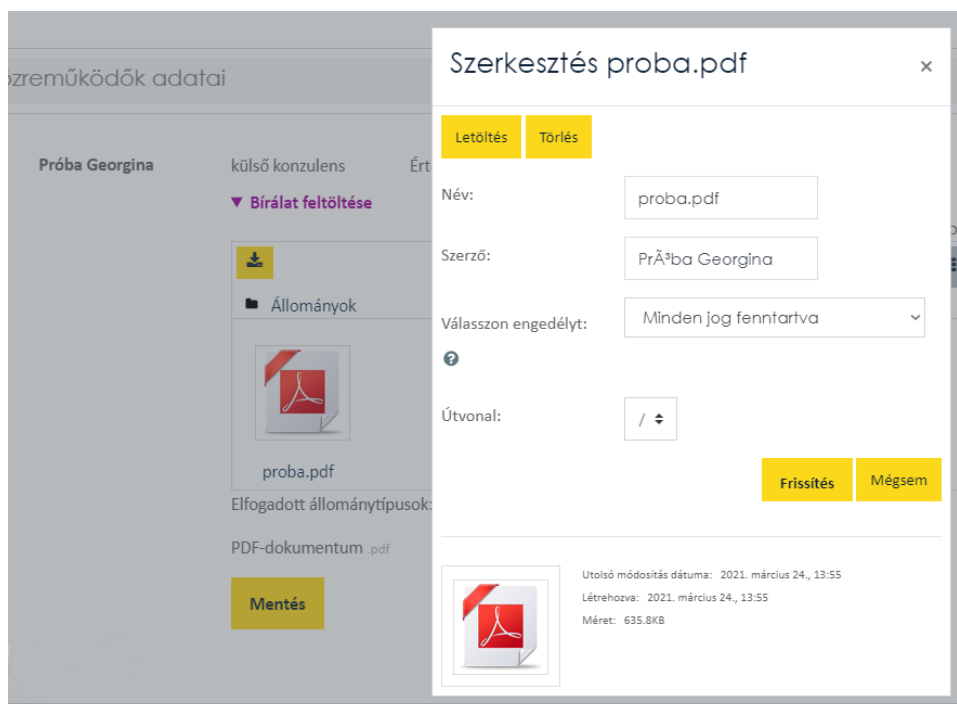 özreműködők adatai
Próba Georgina
külső konzulens
Ért
▼ Bírálat feltöltése
Állományok
proba.pdf
Elfogadott állománytípusok:
PDF-dokumentum .pdf
Mentés
Szerkesztés proba.pdf ×
Letöltés Törlés
Név: proba.pdf
Szerző: PrÃ³ba Georgina
Válasszon engedélyt: Minden jog fenntartva
Útvonal: /
Frissítés Mégsem
Utolsó módosítás dátuma: 2021. március 24., 13:55
Létrehozva: 2021. március 24., 13:55
Méret: 635.8KB